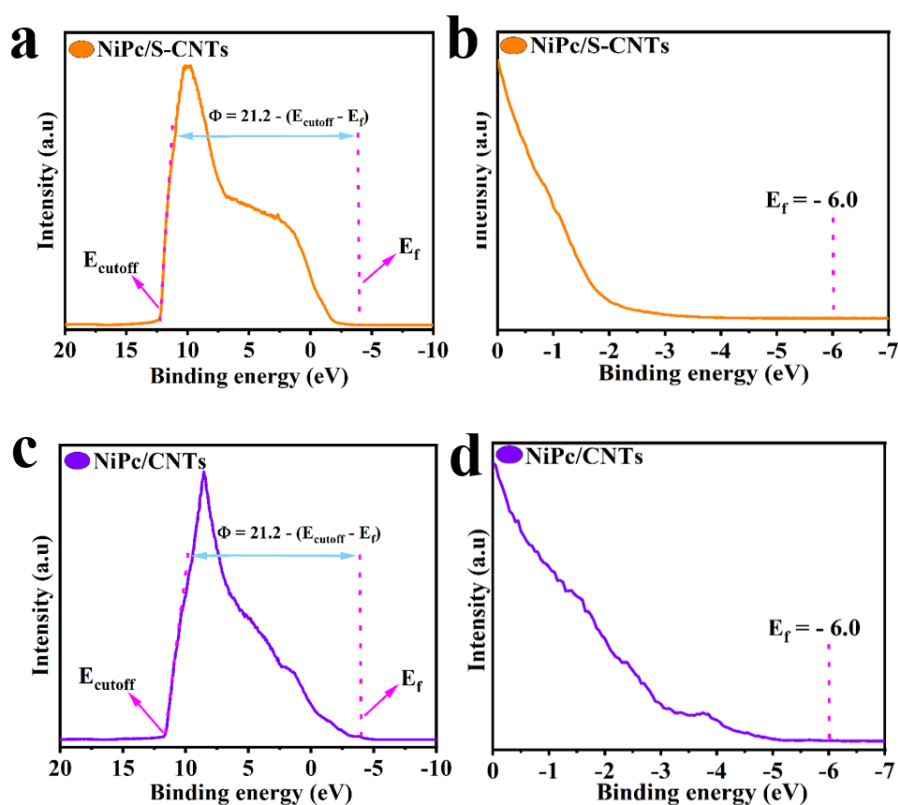 a
NiPc/S-CNTs
Φ = 21.2 - (Ecutoff - Ef)
Ecutoff
Ef
Intensity (a.u)
20 15 10 5 0 -5 -10
Binding energy (eV)
b
NiPc/S-CNTs
Ef = - 6.0
Intensity (a.u)
0 -1 -2 -3 -4 -5 -6 -7
Binding energy (eV)
c
NiPc/CNTs
Φ = 21.2 - (Ecutoff - Ef)
Ecutoff
Ef
Intensity (a.u)
20 15 10 5 0 -5 -10
Binding energy (eV)
d
NiPc/CNTs
Ef = - 6.0
Intensity (a.u)
0 -1 -2 -3 -4 -5 -6 -7
Binding energy (eV)